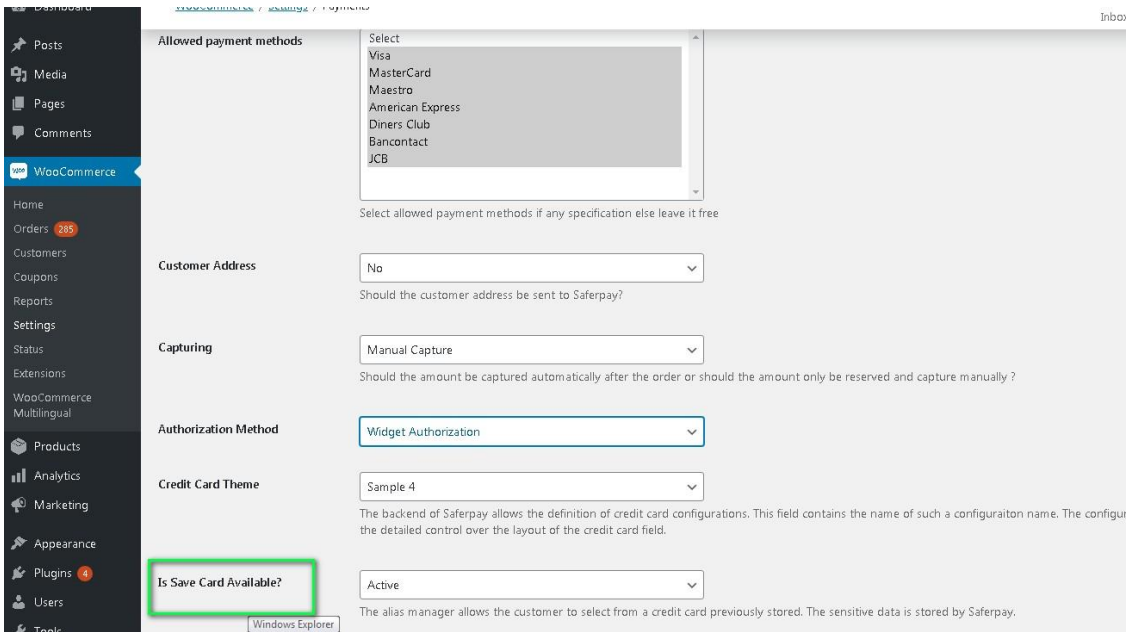 Dashboard
WooCommerce / Settings / Payments
Inbox
Posts
Media
Pages
Comments
woo WooCommerce
Home
Orders 285
Customers
Coupons
Reports
Settings
Status
Extensions
WooCommerce
Multilingual
Products
Analytics
Marketing
Appearance
Plugins 4
Users
Tools
Allowed payment methods
Select
Visa
MasterCard
Maestro
American Express
Diners Club
Bancontact
JCB
Select allowed payment methods if any specification else leave it free
Customer Address
No
Should the customer address be sent to Saferpay?
Capturing
Manual Capture
Should the amount be captured automatically after the order or should the amount only be reserved and capture manually ?
Authorization Method
Widget Authorization
Credit Card Theme
Sample 4
The backend of Saferpay allows the definition of credit card configurations. This field contains the name of such a configuraiton name. The configur
the detailed control over the layout of the credit card field.
Is Save Card Available?
Active
The alias manager allows the customer to select from a credit card previously stored. The sensitive data is stored by Saferpay.
Windows Explorer